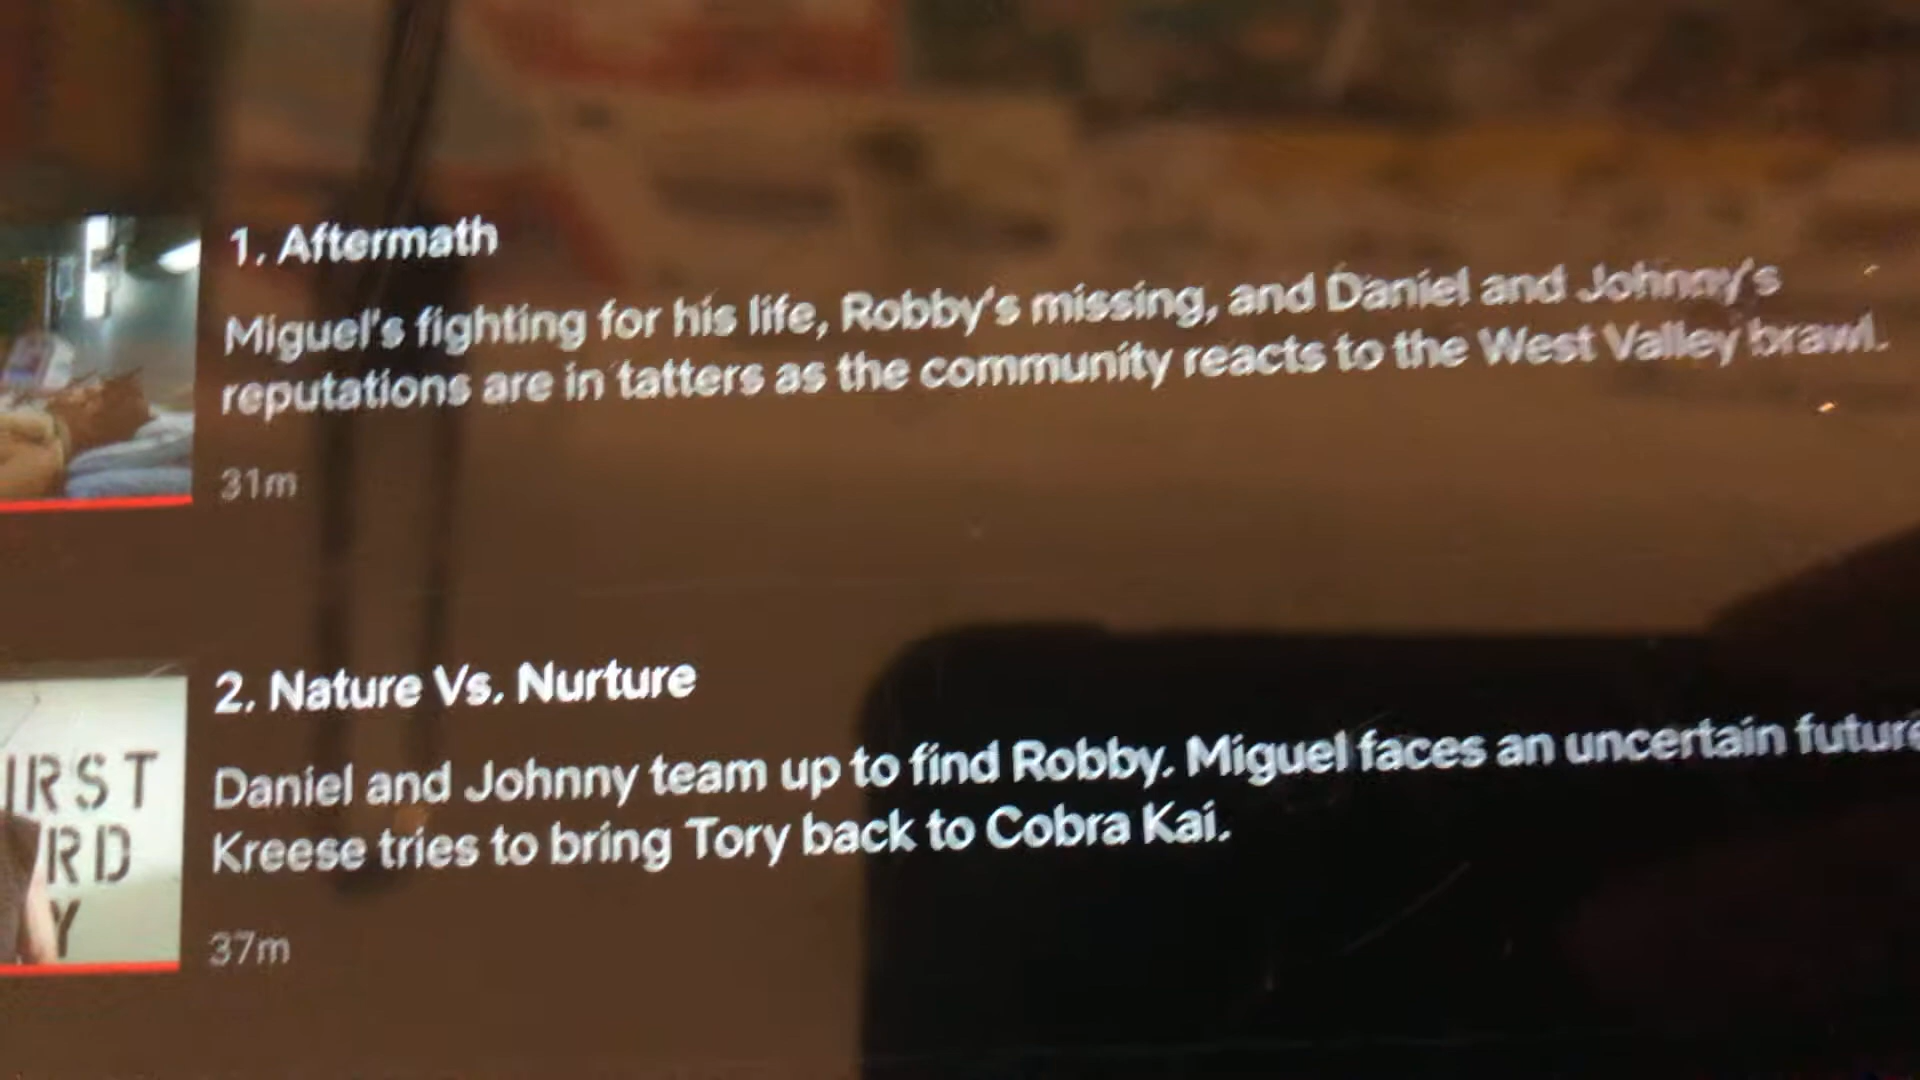 1. Aftermath
Miguel's fighting for his life, Robby's missing, and Daniel and Johnny's
reputations are in tatters as the community reacts to the West Valley brawl.
31m
2. Nature Vs. Nurture
Daniel and Johnny team up to find Robby. Miguel faces an uncertain future
Kreese tries to bring Tory back to Cobra Kai.
37m
IRST
RD
Y